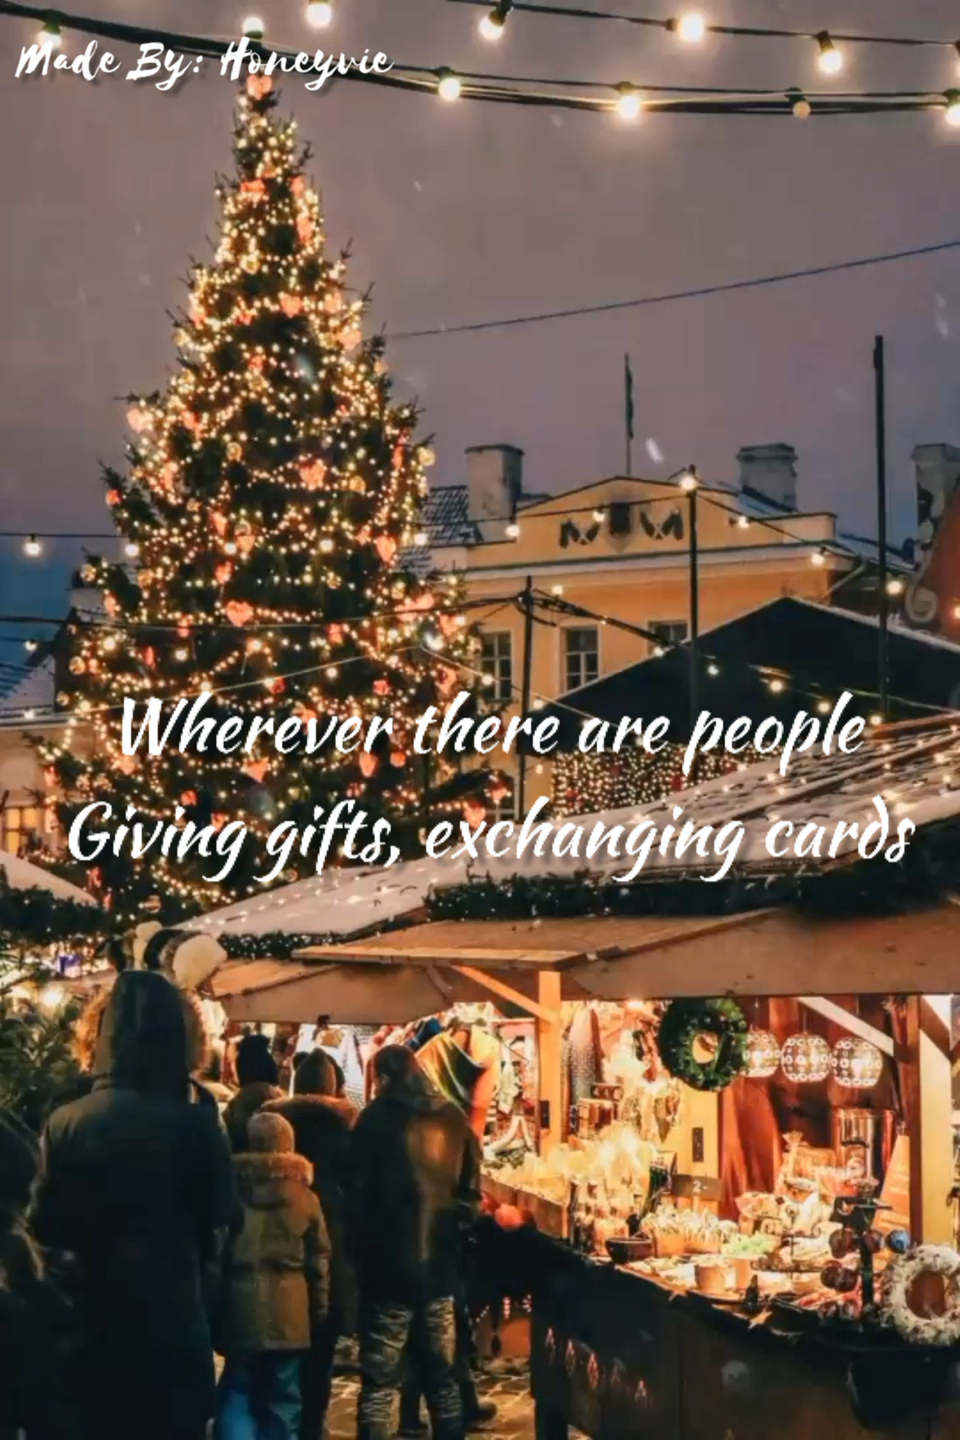 Made By: Honeyvie
Wherever there are people
Giving gifts, exchanging cards